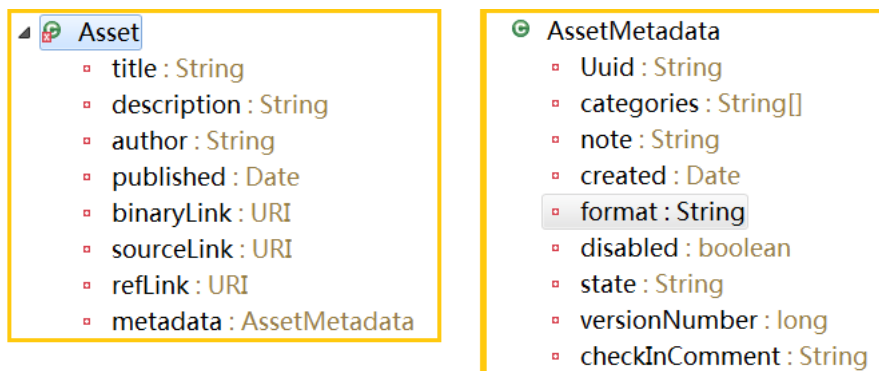 Asset
title : String
description : String
author : String
published : Date
binaryLink : URI
sourceLink : URI
refLink : URI
metadata : AssetMetadata
AssetMetadata
Uuid : String
categories : String[]
note : String
created : Date
format : String
disabled : boolean
state : String
versionNumber : long
checkInComment : String